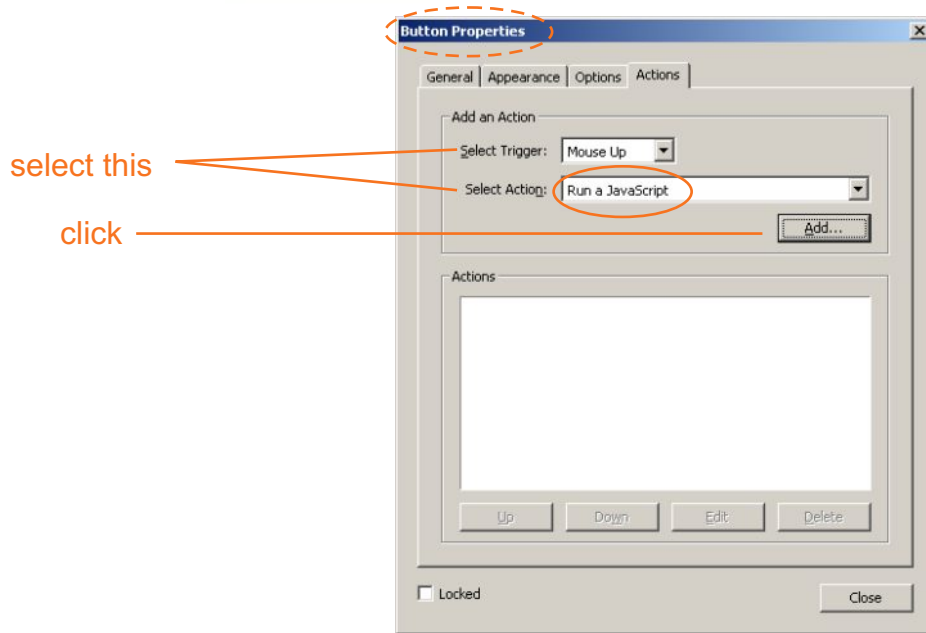 Button Properties
General Appearance Options Actions
Add an Action
Select Trigger: Mouse Up
select this
Select Action: Run a JavaScript
click
Add...
Actions
Up Down Edit Delete
Locked
Close